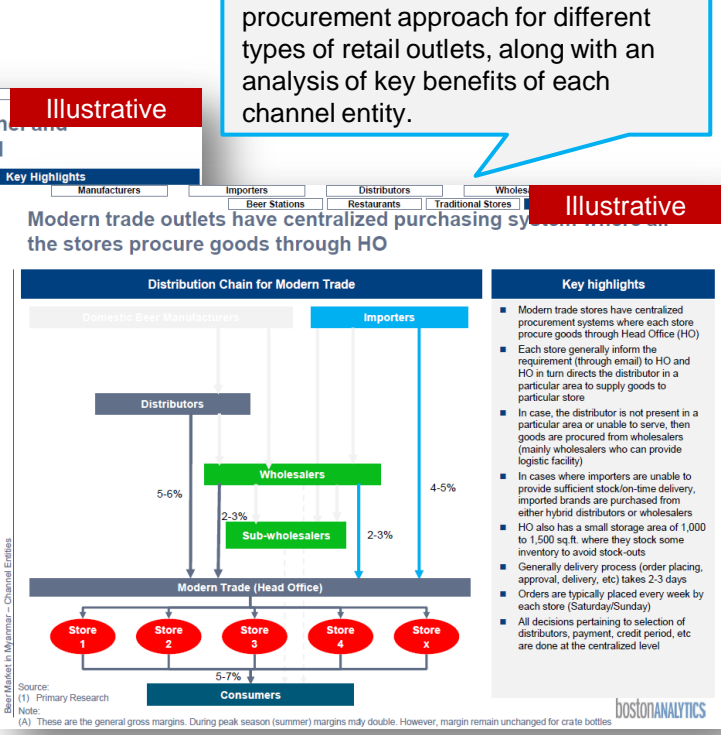 procurement approach for different
types of retail outlets, along with an
analysis of key benefits of each
channel entity.
Illustrative
Key Highlights
Manufacturers
Importers
Distributors
Beer Stations
Restaurants
Traditional Stores
Illustrative
Modern trade outlets have centralized purchasing
the stores procure goods through HO
Distribution Chain for Modern Trade
Domestic Beer Manufacturers
Importers
Distributors
Wholesalers
5-6%
4-5%
2-3%
Sub-wholesalers
2-3%
Modern Trade (Head Office)
Store
1
Store
2
Store
3
Store
4
Store
x
5-7%
Consumers
Key highlights
Modern trade stores have centralized
procurement systems where each store
procure goods through Head Office (HO)
Each store generally inform the
requirement (through email) to HO and
HO in turn directs the distributor in a
particular area to supply goods to
particular store
In case, the distributor is not present in a
particular area or unable to serve, then
goods are procured from wholesalers
(mainly wholesalers who can provide
logistic facility)
In cases where importers are unable to
provide sufficient stock/on-time delivery,
imported brands are purchased from
either hybrid distributors or wholesalers
HO also has a small storage area of 1,000
to 1,500 sq.ft. where they stock some
inventory to avoid stock-outs
Generally delivery process (order placing,
approval, delivery, etc) takes 2-3 days
Orders are typically placed every week by
each store (Saturday/Sunday)
All decisions pertaining to selection of
distributors, payment, credit period, etc
are done at the centralized level
Beer Market in Myanmar – Channel Entities
Source:
(1) Primary Research
Note:
(A) These are the general gross margins. During peak season (summer) margins may double. However, margin remain unchanged for crate bottles
bostonANALYTICS